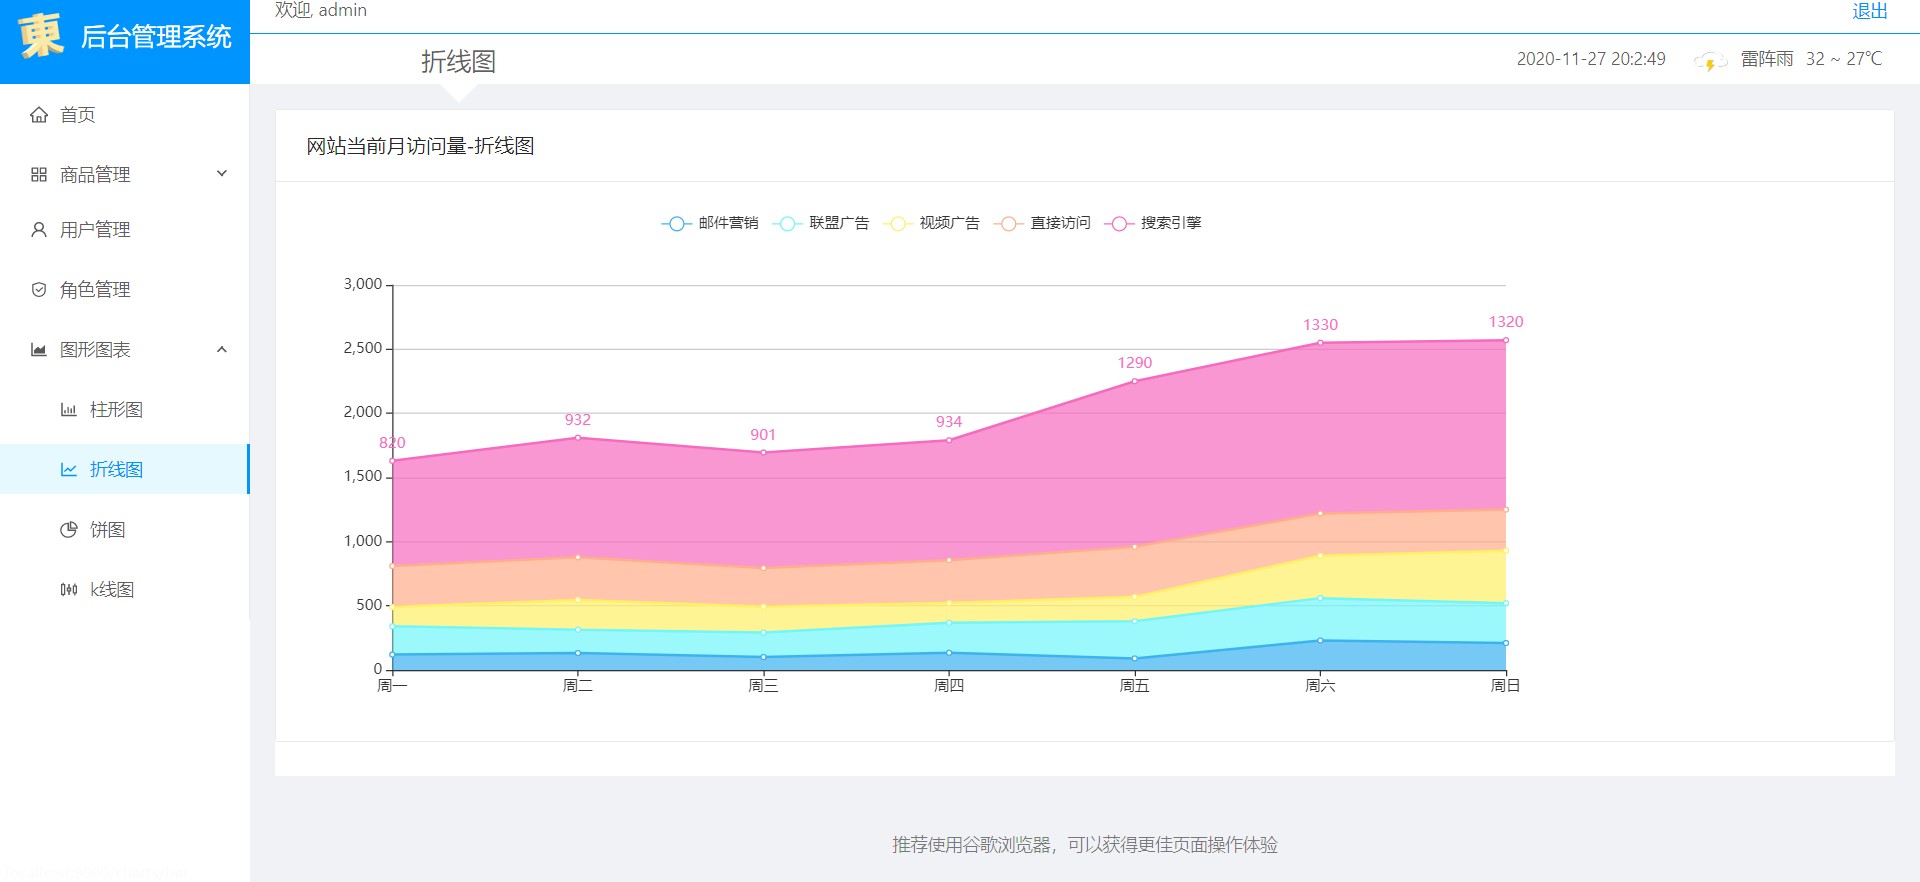 東 后台管理系统
欢迎, admin
退出
折线图
2020-11-27 20:2:49 雷阵雨 32 ~ 27℃
首页
商品管理
用户管理
角色管理
图形图表
柱形图
折线图
饼图
k线图
网站当前月访问量-折线图
邮件营销 联盟广告 视频广告 直接访问 搜索引擎
3,000
2,500
2,000
1,500
1,000
500
0
820 932 901 934 1290 1330 1320
周一 周二 周三 周四 周五 周六 周日
推荐使用谷歌浏览器，可以获得更佳页面操作体验